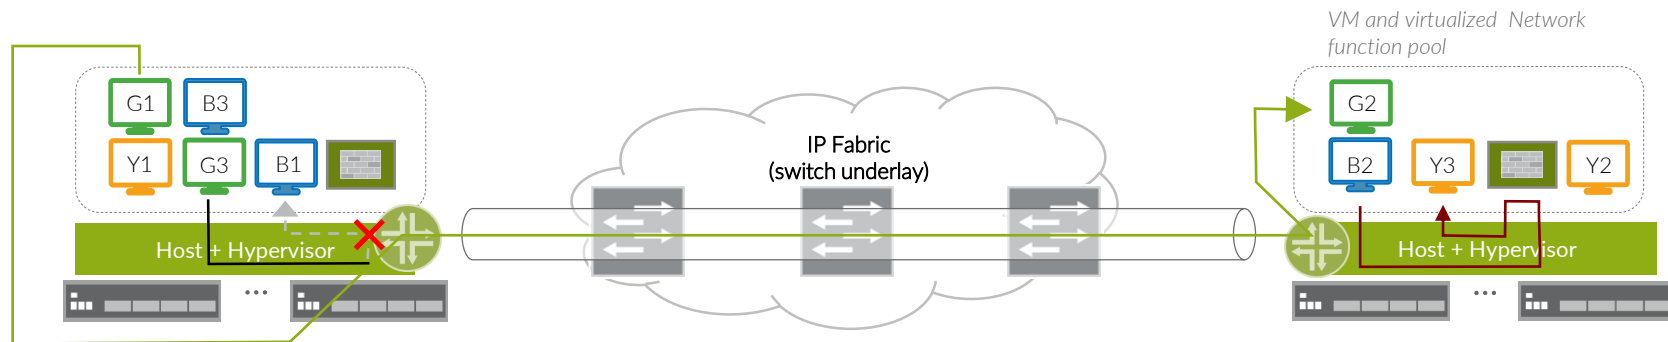 VM and virtualized Network
function pool
G1
B3
Y1
G3
B1
IP Fabric
(switch underlay)
G2
B2
Y3
Y2
Host + Hypervisor
Host + Hypervisor
...
...